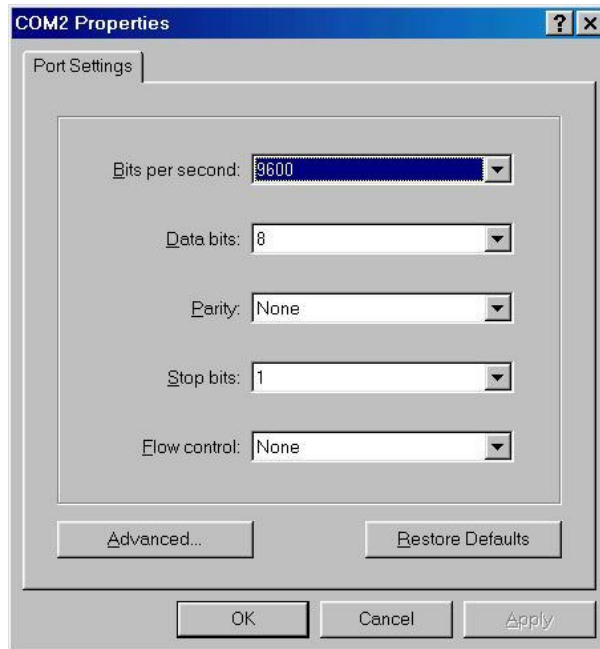 COM2 Properties
Port Settings
Bits per second: 9600
Data bits: 8
Parity: None
Stop bits: 1
Flow control: None
Advanced... Restore Defaults
OK Cancel Apply